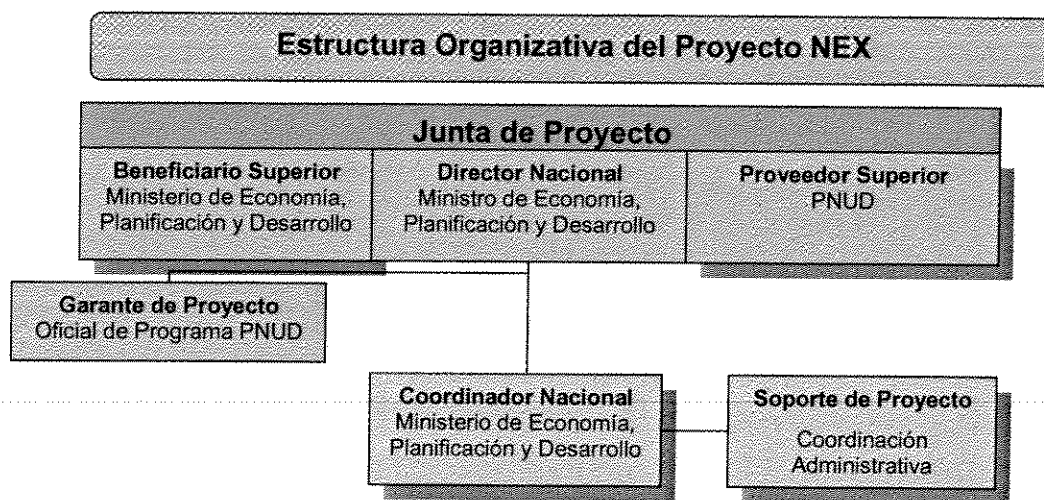 Estructura Organizativa del Proyecto NEX
Junta de Proyecto
Beneficiario Superior
Ministerio de Economía,
Planificación y Desarrollo
Director Nacional
Ministro de Economía,
Planificación y Desarrollo
Proveedor Superior
PNUD
Garante de Proyecto
Oficial de Programa PNUD
Coordinador Nacional
Ministerio de Economía,
Planificación y Desarrollo
Soporte de Proyecto
Coordinación
Administrativa